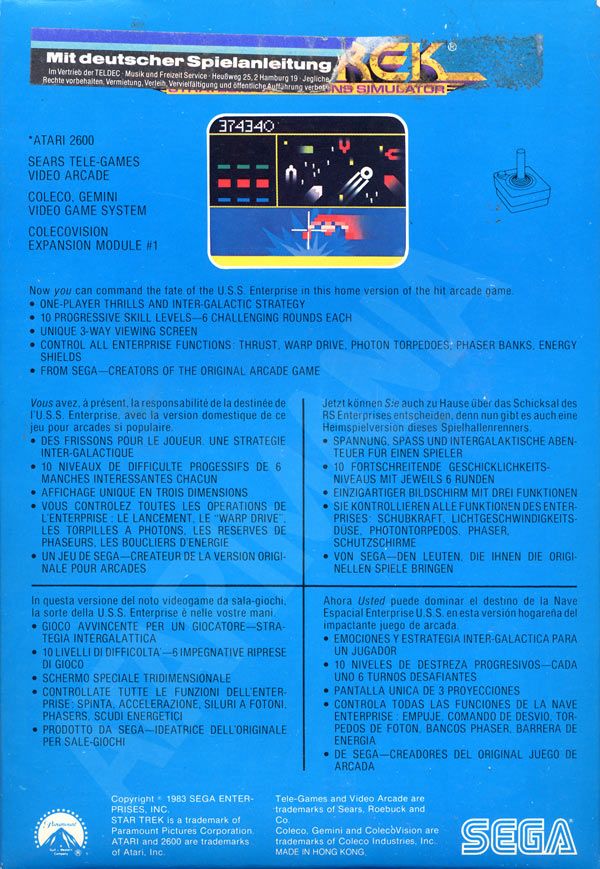 Mit deutscher Spielanleitung
Im Vertrieb der TELDEC · Musik und Freizeit Service · Heußweg 25, 2 Hamburg 19 · Jegliche
Rechte vorbehalten, Vermietung, Verleih, Vervielfältigung und öffentliche Aufführung verboten
REK®
SIMULATOR
374340
*ATARI 2600
SEARS TELE-GAMES
VIDEO ARCADE
COLECO, GEMINI
VIDEO GAME SYSTEM
COLECOVISION
EXPANSION MODULE #1
Now you can command the fate of the U.S.S. Enterprise in this home version of the hit arcade game.
• ONE-PLAYER THRILLS AND INTER-GALACTIC STRATEGY
• 10 PROGRESSIVE SKILL LEVELS—6 CHALLENGING ROUNDS EACH
• UNIQUE 3-WAY VIEWING SCREEN
• CONTROL ALL ENTERPRISE FUNCTIONS: THRUST, WARP DRIVE, PHOTON TORPEDOES, PHASER BANKS, ENERGY
SHIELDS
• FROM SEGA—CREATORS OF THE ORIGINAL ARCADE GAME
Vous avez, à présent, la responsabilité de la destinée de
l'U.S.S. Enterprise, avec la version domestique de ce
jeu pour arcades si populaire.
• DES FRISSONS POUR LE JOUEUR. UNE STRATEGIE
INTER-GALACTIQUE
• 10 NIVEAUX DE DIFFICULTE PROGESSIFS DE 6
MANCHES INTERESSANTES CHACUN
• AFFICHAGE UNIQUE EN TROIS DIMENSIONS
• VOUS CONTROLEZ TOUTES LES OPERATIONS DE
L'ENTERPRISE : LE LANCEMENT, LE "WARP DRIVE",
LES TORPILLES A PHOTONS, LES RESERVES DE
PHASEURS, LES BOUCLIERS D'ENERGIE
• UN JEU DE SEGA—CREATEUR DE LA VERSION ORIGI-
NALE POUR ARCADES
Jetzt können Sie auch zu Hause über das Schicksal des
RS Enterprises entscheiden, denn nun gibt es auch eine
Heimspielversion dieses Spielhallenrenners.
• SPANNUNG, SPASS UND INTERGALAKTISCHE ABEN-
TEUER FÜR EINEN SPIELER
• 10 FORTSCHREITENDE GESCHICKLICHKEITS-
NIVEAUS MIT JEWEILS 6 RUNDEN
• EINZIGARTIGER BILDSCHIRM MIT DREI FUNKTIONEN
• SIE KONTROLLIEREN ALLE FUNKTIONEN DES ENTER-
PRISES: SCHUBKRAFT, LICHTGESCHWINDIGKEITS-
DÜSE, PHOTONTORPEDOS, PHASER,
SCHUTZSCHIRME
• VON SEGA—DEN LEUTEN, DIE IHNEN DIE ORIGI-
NELLEN SPIELE BRINGEN
In questa versione del noto videogame da sala-giochi,
la sorte della U.S.S. Enterprise è nelle vostre mani.
• GIOCO AVVINCENTE PER UN GIOCATORE—STRA-
TEGIA INTERGALATTICA
• 10 LIVELLI DI DIFFICOLTA'—6 IMPEGNATIVE RIPRESE
DI GIOCO
• SCHERMO SPECIALE TRIDIMENSIONALE
• CONTROLLATE TUTTE LE FUNZIONI DELL'ENTER-
PRISE: SPINTA, ACCELERAZIONE, SILURI A FOTONI,
PHASERS, SCUDI ENERGETICI
• PRODOTTO DA SEGA—IDEATRICE DELL'ORIGINALE
PER SALE-GIOCHI
Ahora Usted puede dominar el destino de la Nave
Espacial Enterprise U.S.S. en esta versión hogareña del
impactante juego de arcada.
• EMOCIONES Y ESTRATEGIA INTER-GALACTICA PARA
UN JUGADOR
• 10 NIVELES DE DESTREZA PROGRESIVOS—CADA
UNO 6 TURNOS DESAFIANTES
• PANTALLA UNICA DE 3 PROYECCIONES
• CONTROLA TODAS LAS FUNCIONES DE LA NAVE
ENTERPRISE : EMPUJE, COMANDO DE DESVIO, TOR-
PEDOS DE FOTON, BANCOS PHASER, BARRERA DE
ENERGIA
• DE SEGA—CREADORES DEL ORIGINAL JUEGO DE
ARCADA
ATARIMANIA
Paramount
A Gulf + Western Company
Copyright © 1983 SEGA ENTER-
PRISES, INC.
STAR TREK is a trademark of
Paramount Pictures Corporation.
ATARI and 2600 are trademarks
of Atari, Inc.
Tele-Games and Video Arcade are
trademarks of Sears, Roebuck and
Co.
Coleco, Gemini and ColecoVision are
trademarks of Coleco Industries, Inc.
MADE IN HONG KONG.
SEGA